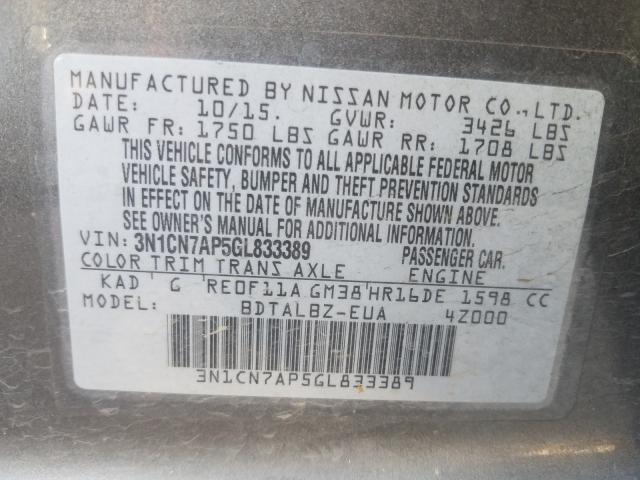 MANUFACTURED BY NISSAN MOTOR CO., LTD.
DATE: 10/15. GVWR: 3426 LBS
GAWR FR: 1750 LBS GAWR RR: 1708 LBS
THIS VEHICLE CONFORMS TO ALL APPLICABLE FEDERAL MOTOR
VEHICLE SAFETY, BUMPER AND THEFT PREVENTION STANDARDS
IN EFFECT ON THE DATE OF MANUFACTURE SHOWN ABOVE.
SEE OWNER'S MANUAL FOR ADDITIONAL INFORMATION.
VIN: 3N1CN7AP5GL833389 PASSENGER CAR.
COLOR TRIM TRANS AXLE ENGINE
KAD ' G ' RE0F11A GM38 ' HR16DE 1598 CC
MODEL: BDTALBZ-EUA 4Z000
3N1CN7AP5GL833389